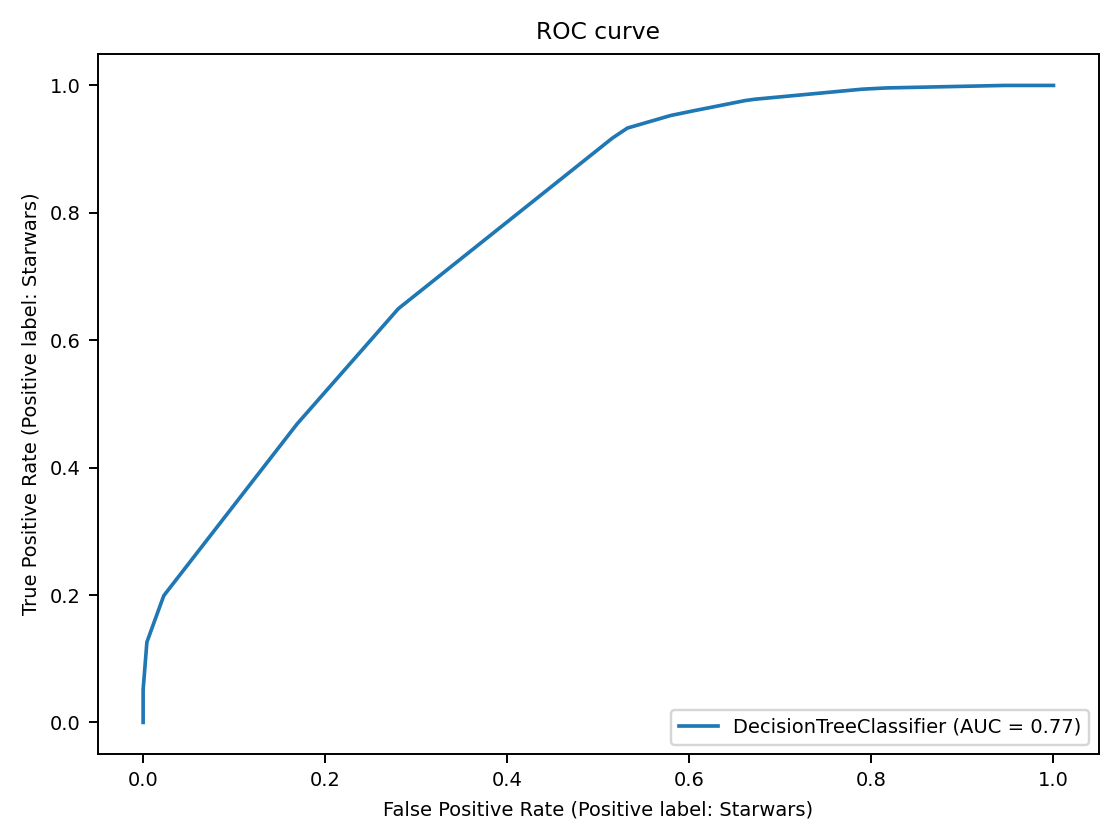 ROC curve
True Positive Rate (Positive label: Starwars)
1.0
0.8
0.6
0.4
0.2
0.0
DecisionTreeClassifier (AUC = 0.77)
0.0 0.2 0.4 0.6 0.8 1.0
False Positive Rate (Positive label: Starwars)